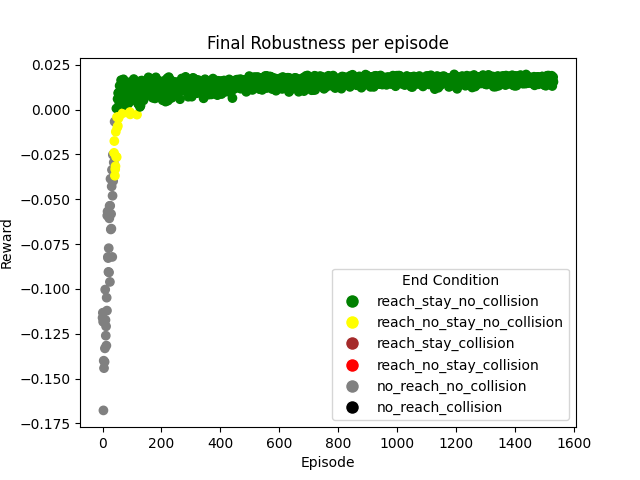 Final Robustness per episode
0.025
0.000
−0.025
−0.050
−0.075
−0.100
−0.125
−0.150
−0.175
Reward
End Condition
reach_stay_no_collision
reach_no_stay_no_collision
reach_stay_collision
reach_no_stay_collision
no_reach_no_collision
no_reach_collision
0 200 400 600 800 1000 1200 1400 1600
Episode